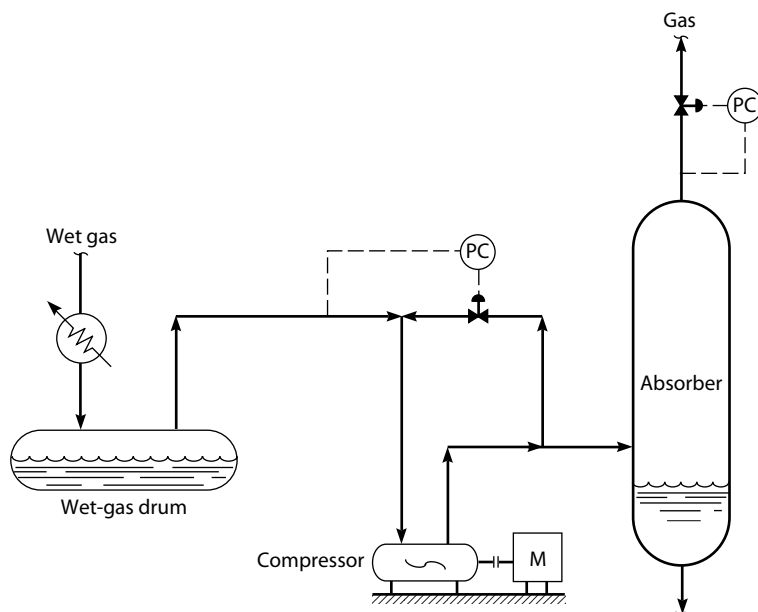 Gas
PC
Wet gas
PC
Absorber
Wet-gas drum
Compressor
M